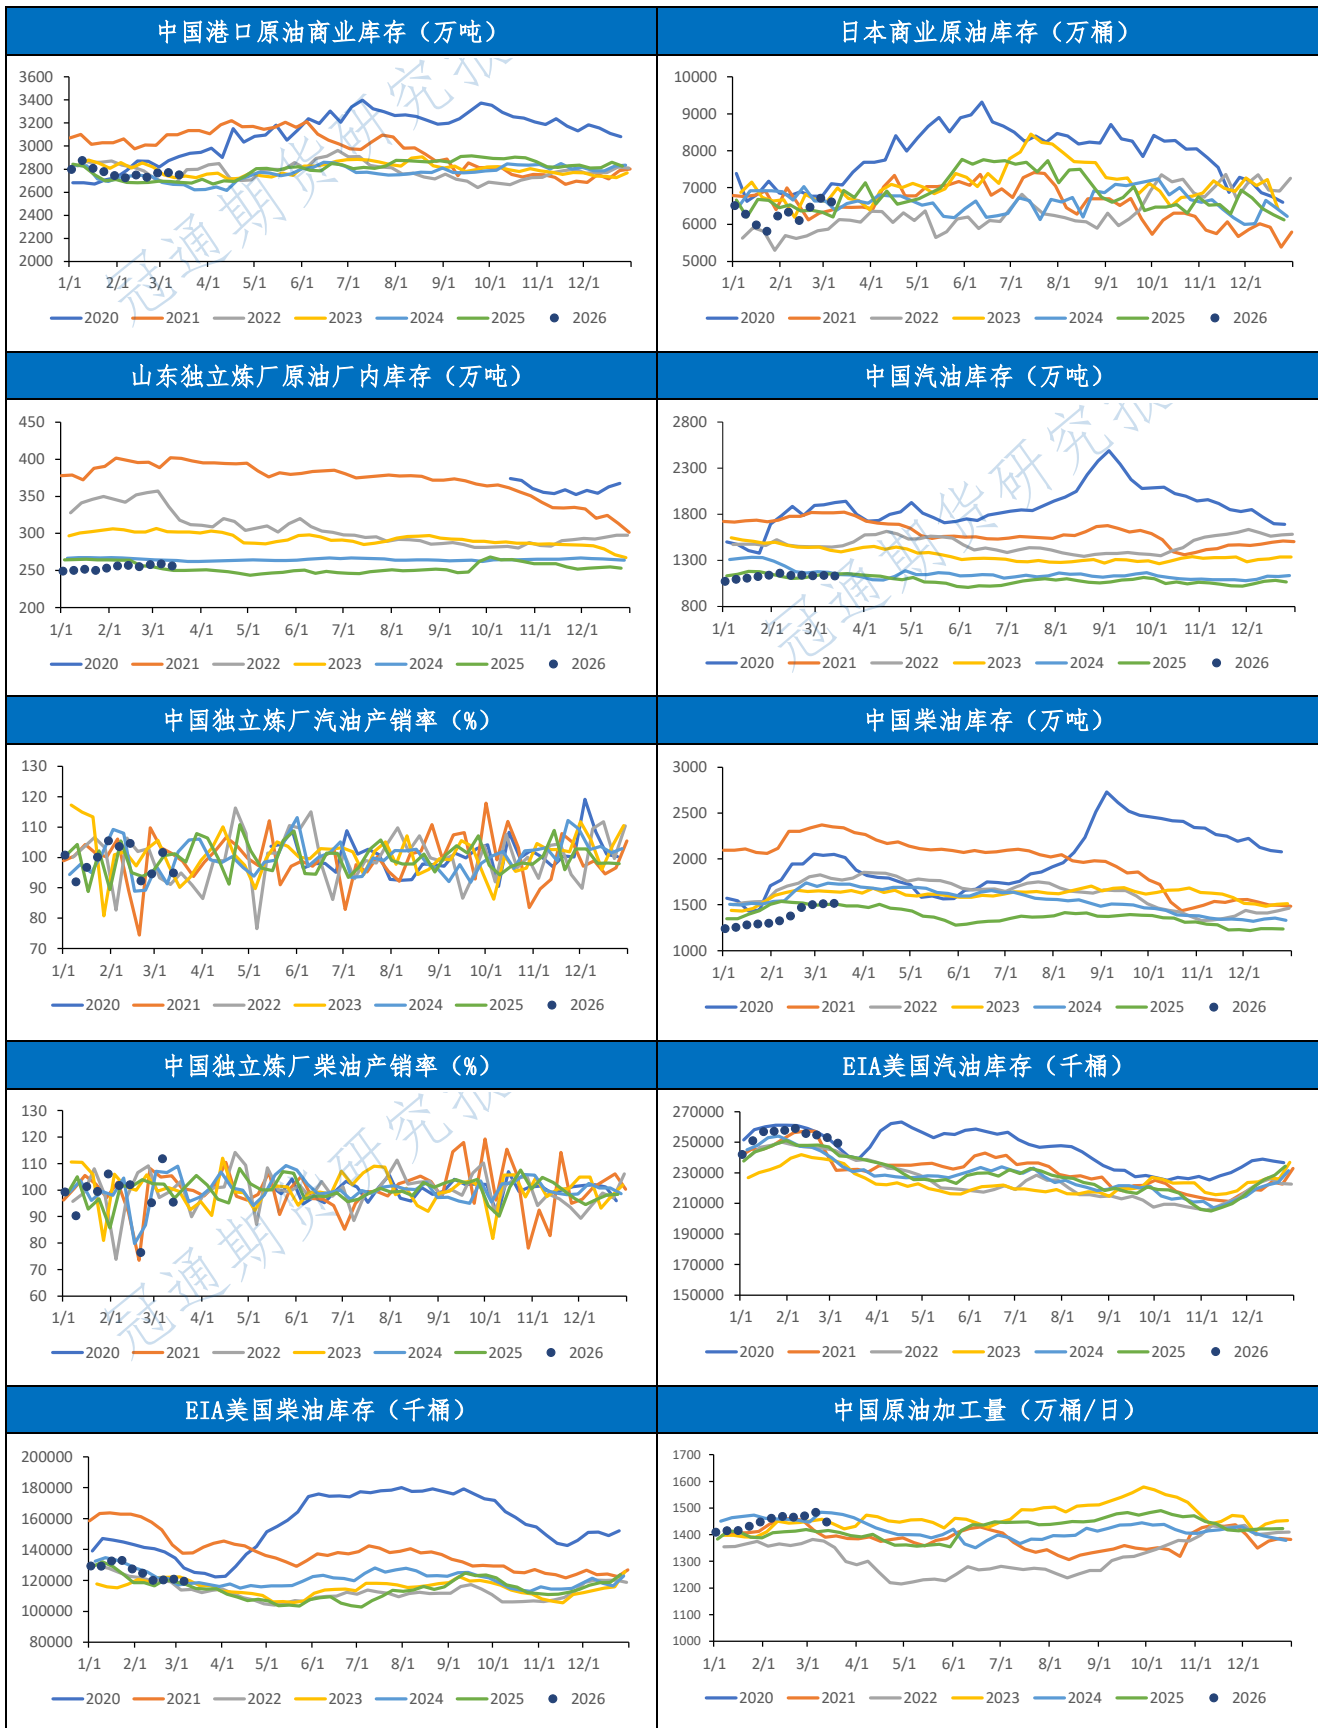 中国港口原油商业库存（万吨）
3600
3400
3200
3000
2800
2600
2400
2200
2000
1/1 2/1 3/1 4/1 5/1 6/1 7/1 8/1 9/1 10/1 11/1 12/1
2020 2021 2022 2023 2024 2025 2026
日本商业原油库存（万桶）
10000
9000
8000
7000
6000
5000
1/1 2/1 3/1 4/1 5/1 6/1 7/1 8/1 9/1 10/1 11/1 12/1
2020 2021 2022 2023 2024 2025 2026
冠通期货研究报
山东独立炼厂原油厂内库存（万吨）
450
400
350
300
250
200
1/1 2/1 3/1 4/1 5/1 6/1 7/1 8/1 9/1 10/1 11/1 12/1
2020 2021 2022 2023 2024 2025 2026
中国汽油库存（万吨）
2800
2300
1800
1300
800
1/1 2/1 3/1 4/1 5/1 6/1 7/1 8/1 9/1 10/1 11/1 12/1
2020 2021 2022 2023 2024 2025 2026
冠通期货研究报
中国独立炼厂汽油产销率（%）
130
120
110
100
90
80
70
1/1 2/1 3/1 4/1 5/1 6/1 7/1 8/1 9/1 10/1 11/1 12/1
2020 2021 2022 2023 2024 2025 2026
中国柴油库存（万吨）
3000
2500
2000
1500
1000
1/1 2/1 3/1 4/1 5/1 6/1 7/1 8/1 9/1 10/1 11/1 12/1
2020 2021 2022 2023 2024 2025 2026
中国独立炼厂柴油产销率（%）
130
120
110
100
90
80
70
60
1/1 2/1 3/1 4/1 5/1 6/1 7/1 8/1 9/1 10/1 11/1 12/1
2020 2021 2022 2023 2024 2025 2026
冠通期货研究报
EIA美国汽油库存（千桶）
270000
250000
230000
210000
190000
170000
150000
1/1 2/1 3/1 4/1 5/1 6/1 7/1 8/1 9/1 10/1 11/1 12/1
2020 2021 2022 2023 2024 2025 2026
EIA美国柴油库存（千桶）
200000
180000
160000
140000
120000
100000
80000
1/1 2/1 3/1 4/1 5/1 6/1 7/1 8/1 9/1 10/1 11/1 12/1
2020 2021 2022 2023 2024 2025 2026
中国原油加工量（万桶/日）
1700
1600
1500
1400
1300
1200
1100
1000
1/1 2/1 3/1 4/1 5/1 6/1 7/1 8/1 9/1 10/1 11/1 12/1
2020 2021 2022 2023 2024 2025 2026